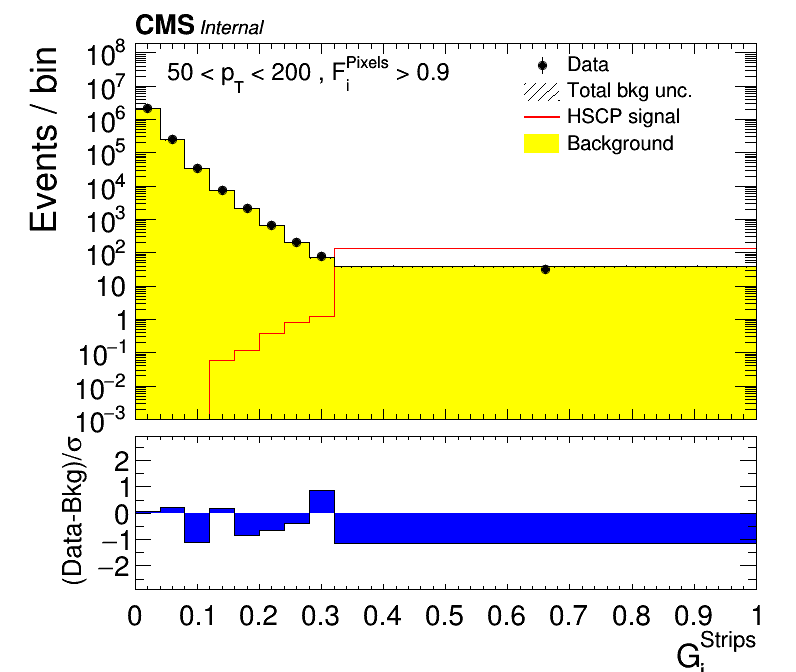 CMS Internal
50 < p_T < 200 , F_i^Pixels > 0.9
Data
Total bkg unc.
HSCP signal
Background
Events / bin
10^8
10^7
10^6
10^5
10^4
10^3
10^2
10
1
10^−1
10^−2
10^−3
(Data-Bkg)/σ
2
1
0
−1
−2
0 0.1 0.2 0.3 0.4 0.5 0.6 0.7 0.8 0.9 1
G_i^Strips